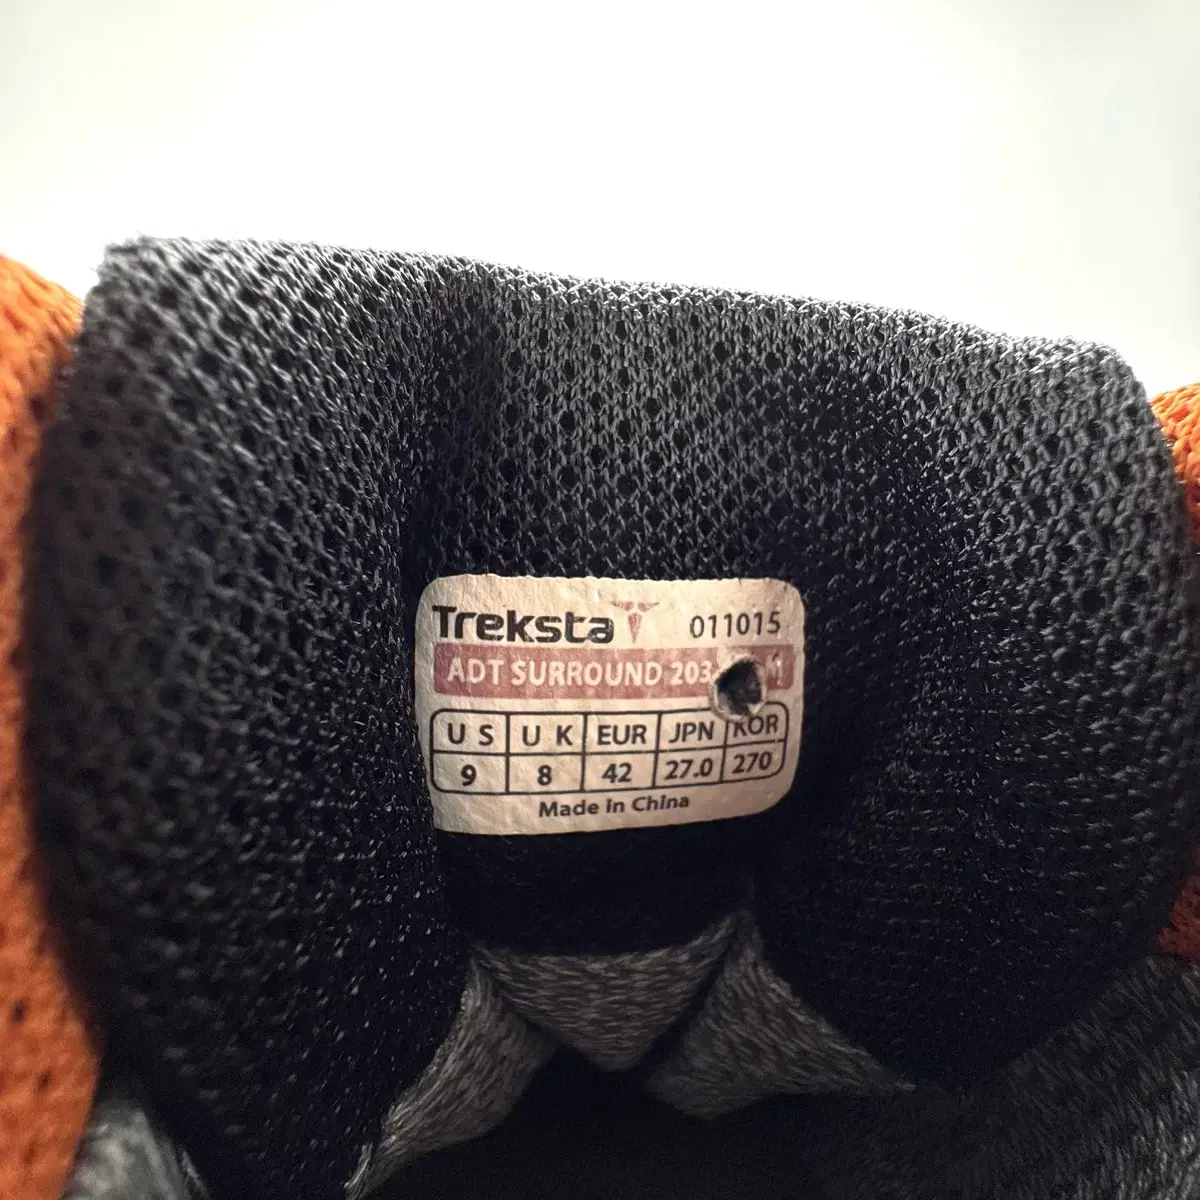 Treksta 011015
ADT SURROUND 203
U S U K EUR JPN KOR
9 8 42 27.0 270
Made in China